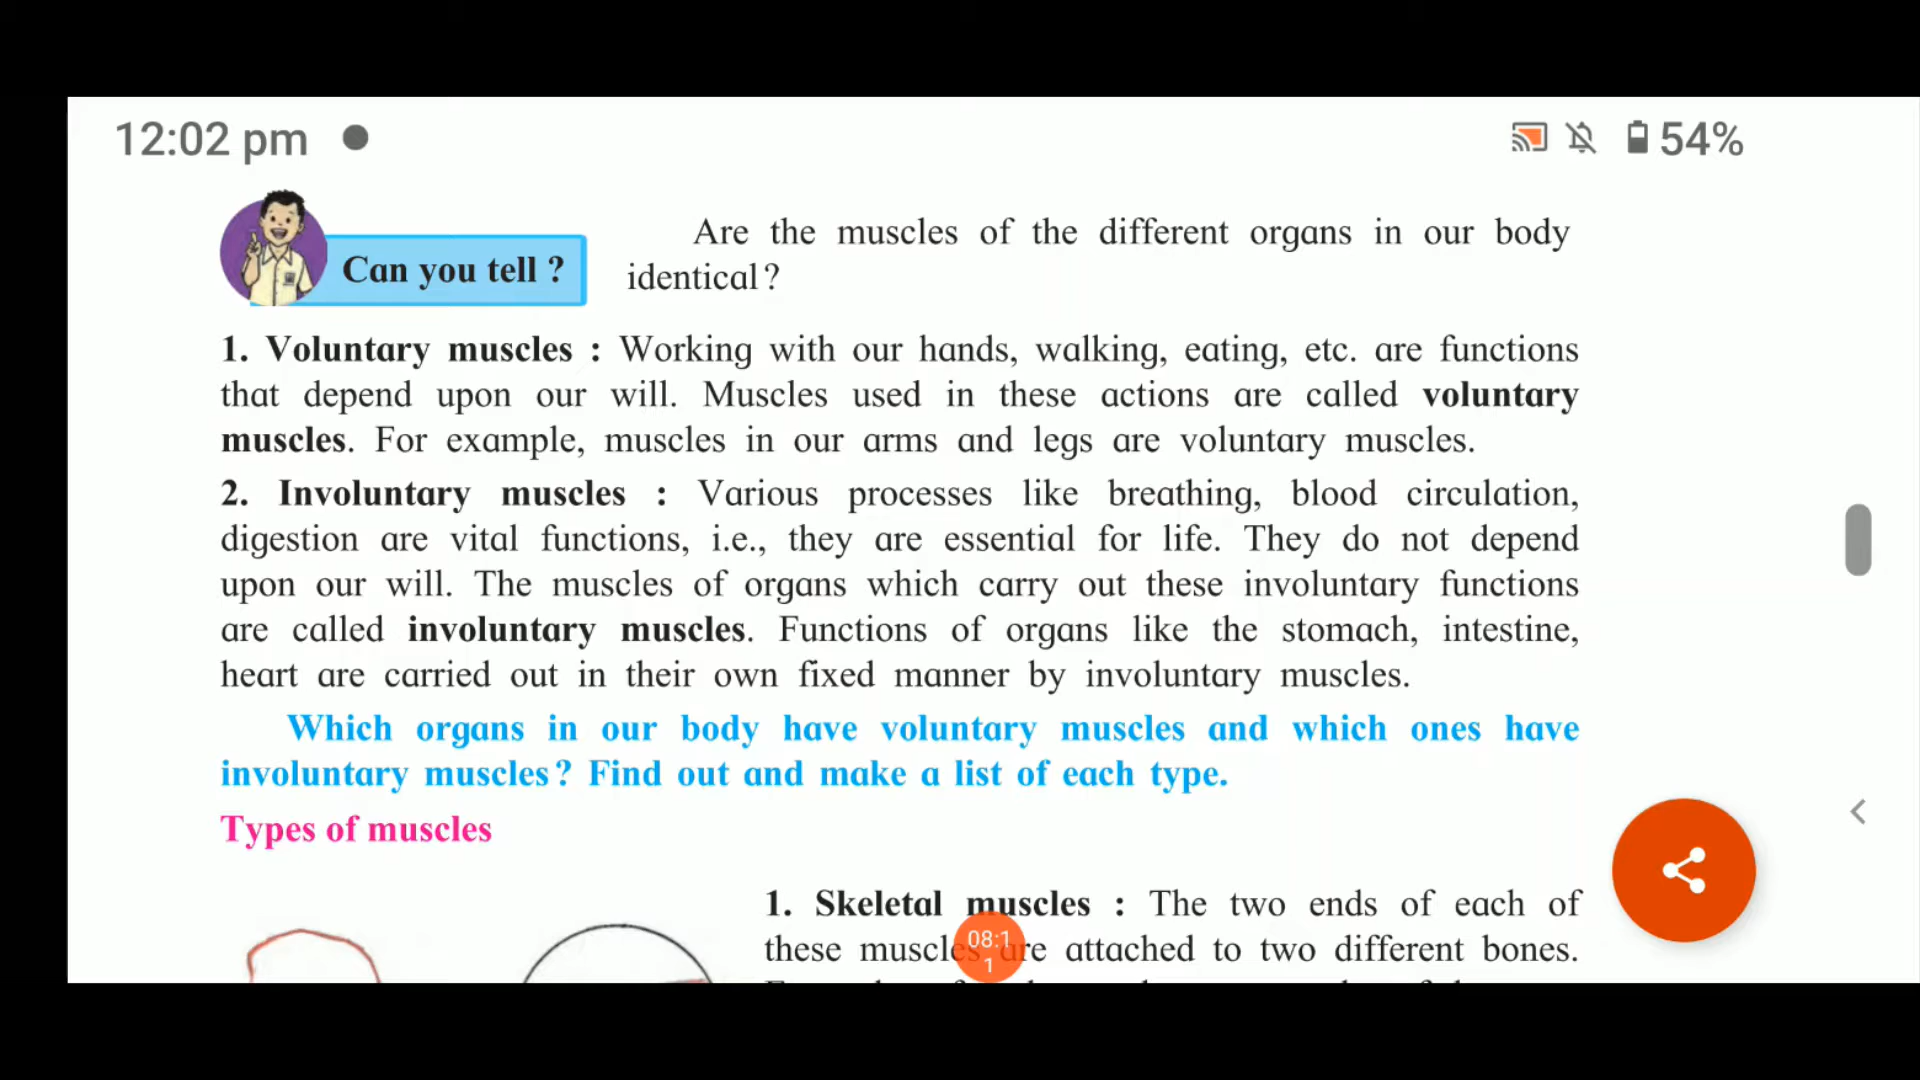 12:02 pm
54%
Can you tell ?
Are the muscles of the different organs in our body
identical?
1. Voluntary muscles : Working with our hands, walking, eating, etc. are functions
that depend upon our will. Muscles used in these actions are called voluntary
muscles. For example, muscles in our arms and legs are voluntary muscles.
2. Involuntary muscles : Various processes like breathing, blood circulation,
digestion are vital functions, i.e., they are essential for life. They do not depend
upon our will. The muscles of organs which carry out these involuntary functions
are called involuntary muscles. Functions of organs like the stomach, intestine,
heart are carried out in their own fixed manner by involuntary muscles.
Which organs in our body have voluntary muscles and which ones have
involuntary muscles? Find out and make a list of each type.
Types of muscles
1. Skeletal muscles : The two ends of each of
these muscles are attached to two different bones.
08:1
1